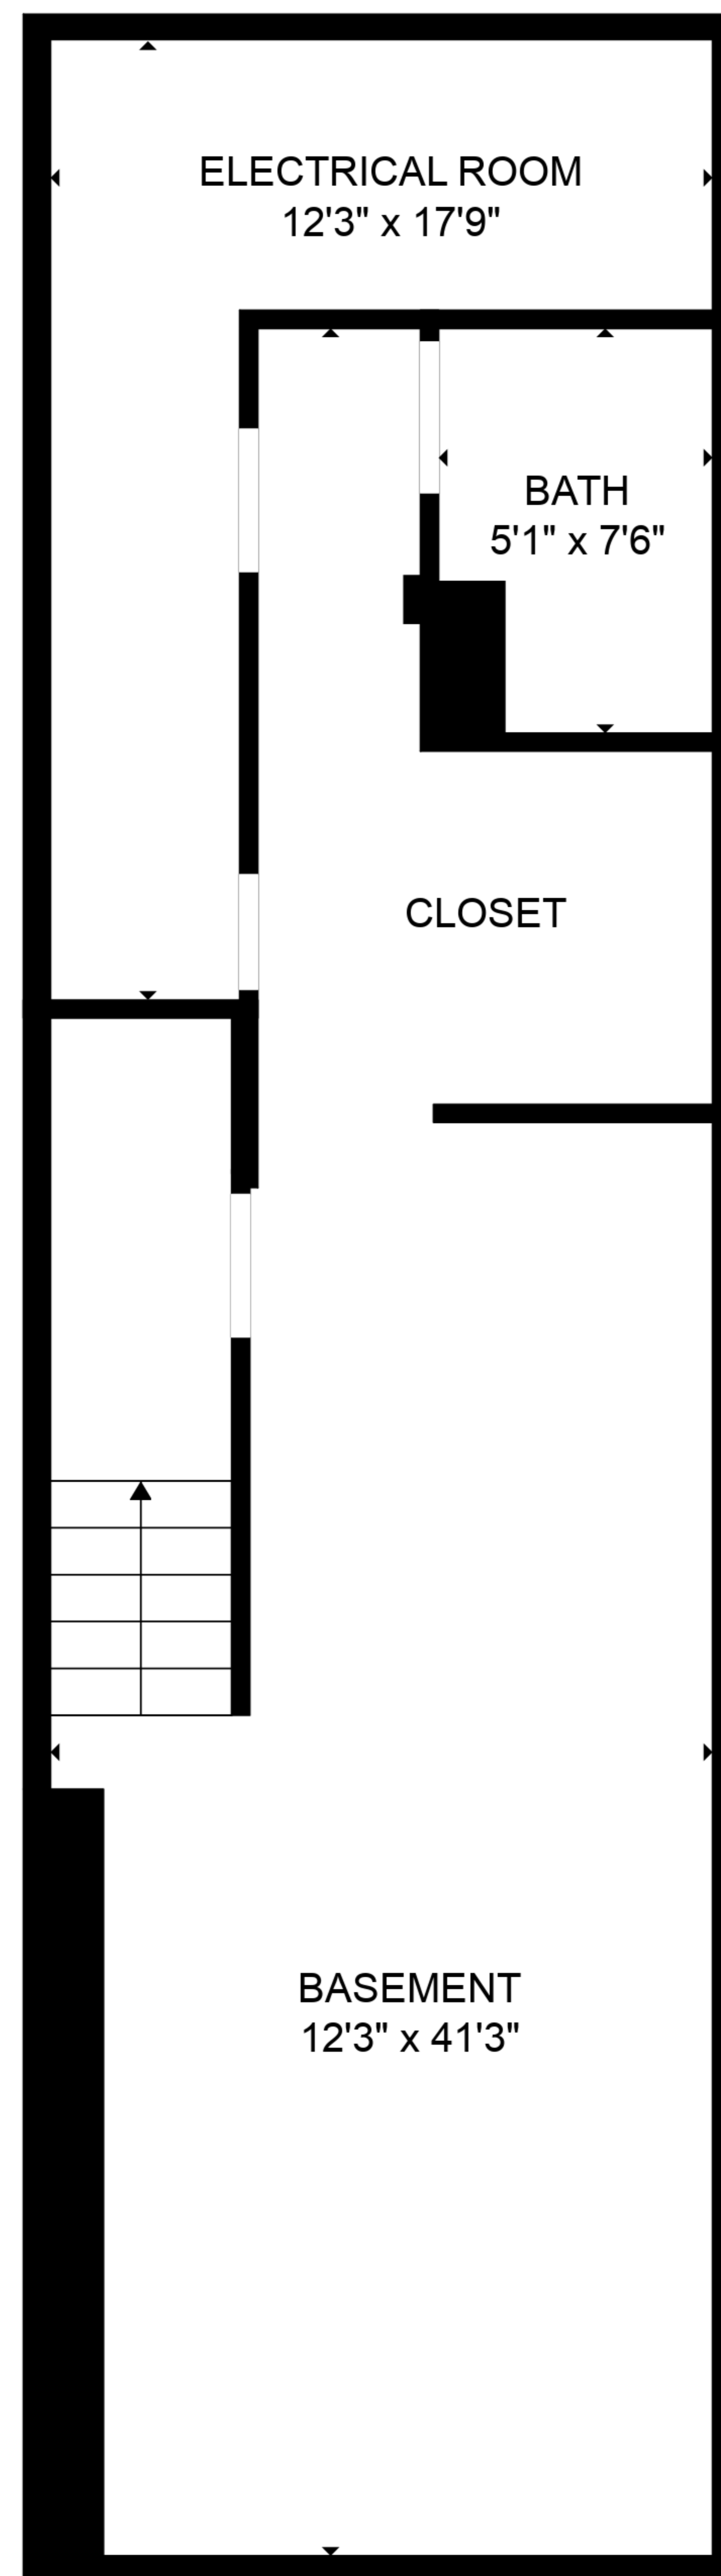 ELECTRICAL ROOM
12'3" x 17'9"
BATH
5'1" x 7'6"
CLOSET
BASEMENT
12'3" x 41'3"